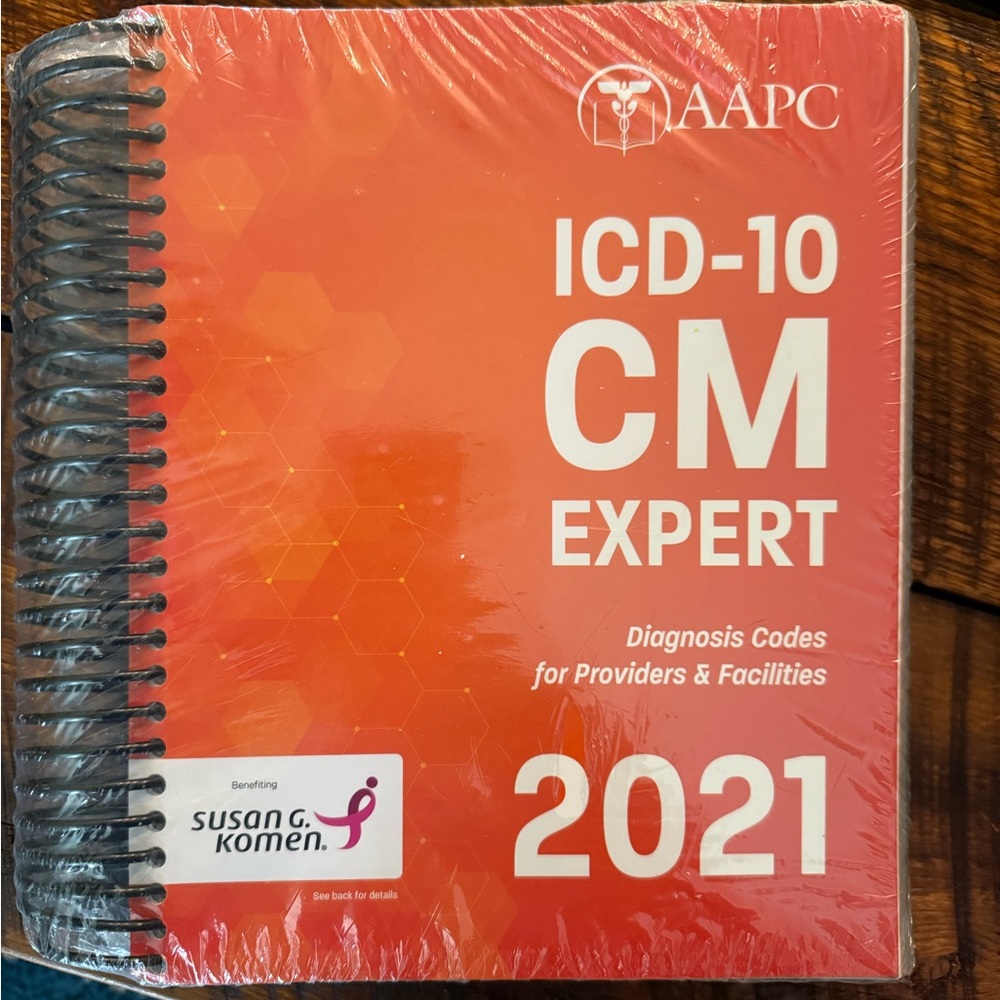 AAPC
ICD-10
CM
EXPERT
Diagnosis Codes
for Providers & Facilities
2021
Benefiting
susan G.
komen®
See back for details